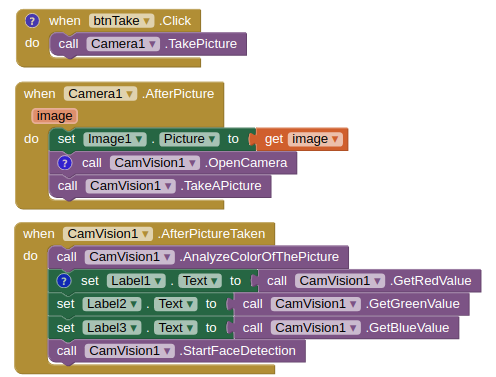 ? when btnTake .Click
do call Camera1 .TakePicture
when Camera1 .AfterPicture
image
do set Image1 . Picture to get image
? call CamVision1 .OpenCamera
call CamVision1 .TakeAPicture
when CamVision1 .AfterPictureTaken
do call CamVision1 .AnalyzeColorOfThePicture
? set Label1 . Text to call CamVision1 .GetRedValue
set Label2 . Text to call CamVision1 .GetGreenValue
set Label3 . Text to call CamVision1 .GetBlueValue
call CamVision1 .StartFaceDetection